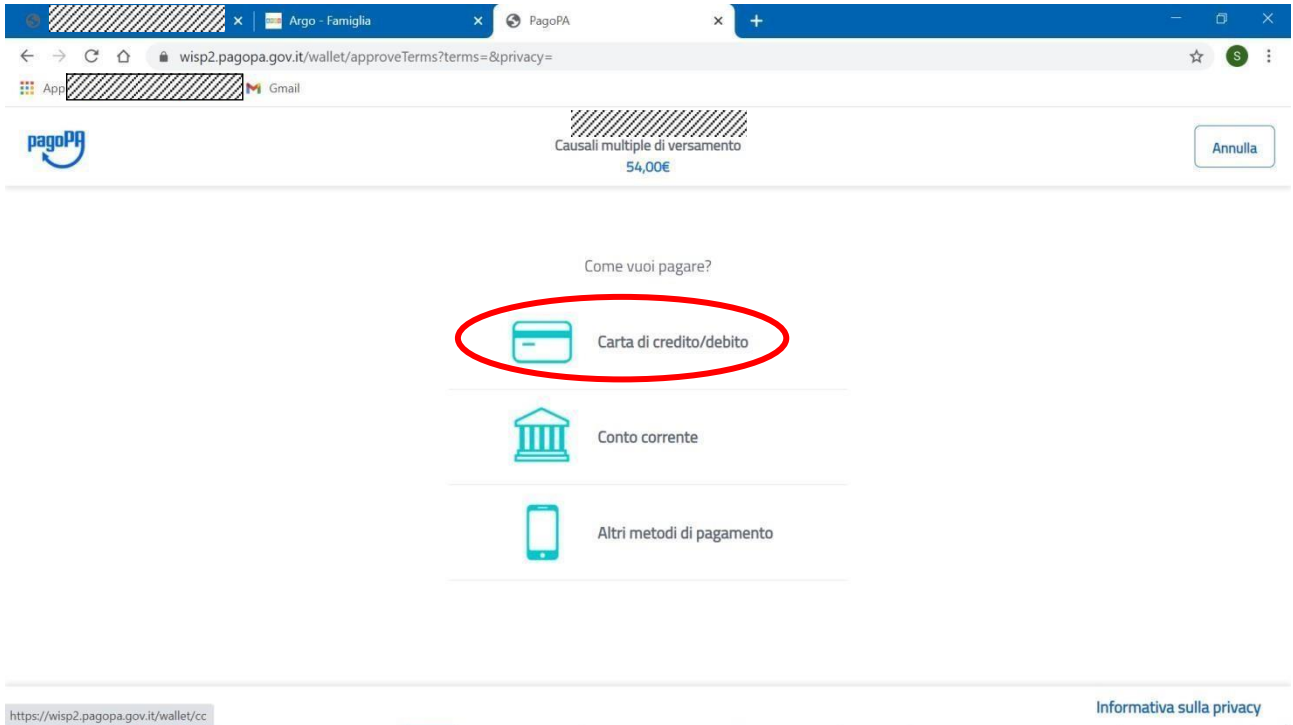 Argo - Famiglia
PagoPA
wisp2.pagopa.gov.it/wallet/approveTerms?terms=&privacy=
S
App
Gmail
pagoPA
Causali multiple di versamento
54,00€
Annulla
Come vuoi pagare?
Carta di credito/debito
Conto corrente
Altri metodi di pagamento
Informativa sulla privacy
https://wisp2.pagopa.gov.it/wallet/cc